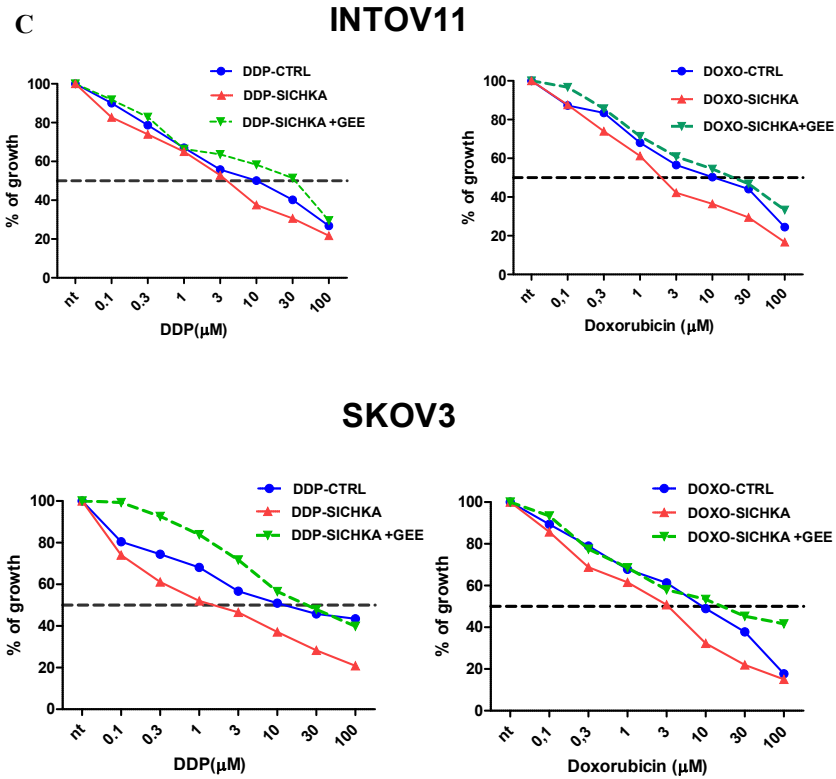 C
INTOV11
DDP-CTRL
DDP-SICHKA
DDP-SICHKA +GEE
% of growth
100
80
60
40
20
0
nt
0.1
0.3
1
3
10
30
100
DDP(µM)
DOXO-CTRL
DOXO-SICHKA
DOXO-SICHKA+GEE
% of growth
100
80
60
40
20
0
nt
0,1
0,3
1
3
10
30
100
Doxorubicin (µM)
SKOV3
DDP-CTRL
DDP-SICHKA
DDP-SICHKA +GEE
% of growth
100
80
60
40
20
0
nt
0.1
0.3
1
3
10
30
100
DDP(µM)
DOXO-CTRL
DOXO-SICHKA
DOXO-SICHKA +GEE
% of growth
100
80
60
40
20
0
nt
0,1
0,3
1
3
10
30
100
Doxorubicin (µM)